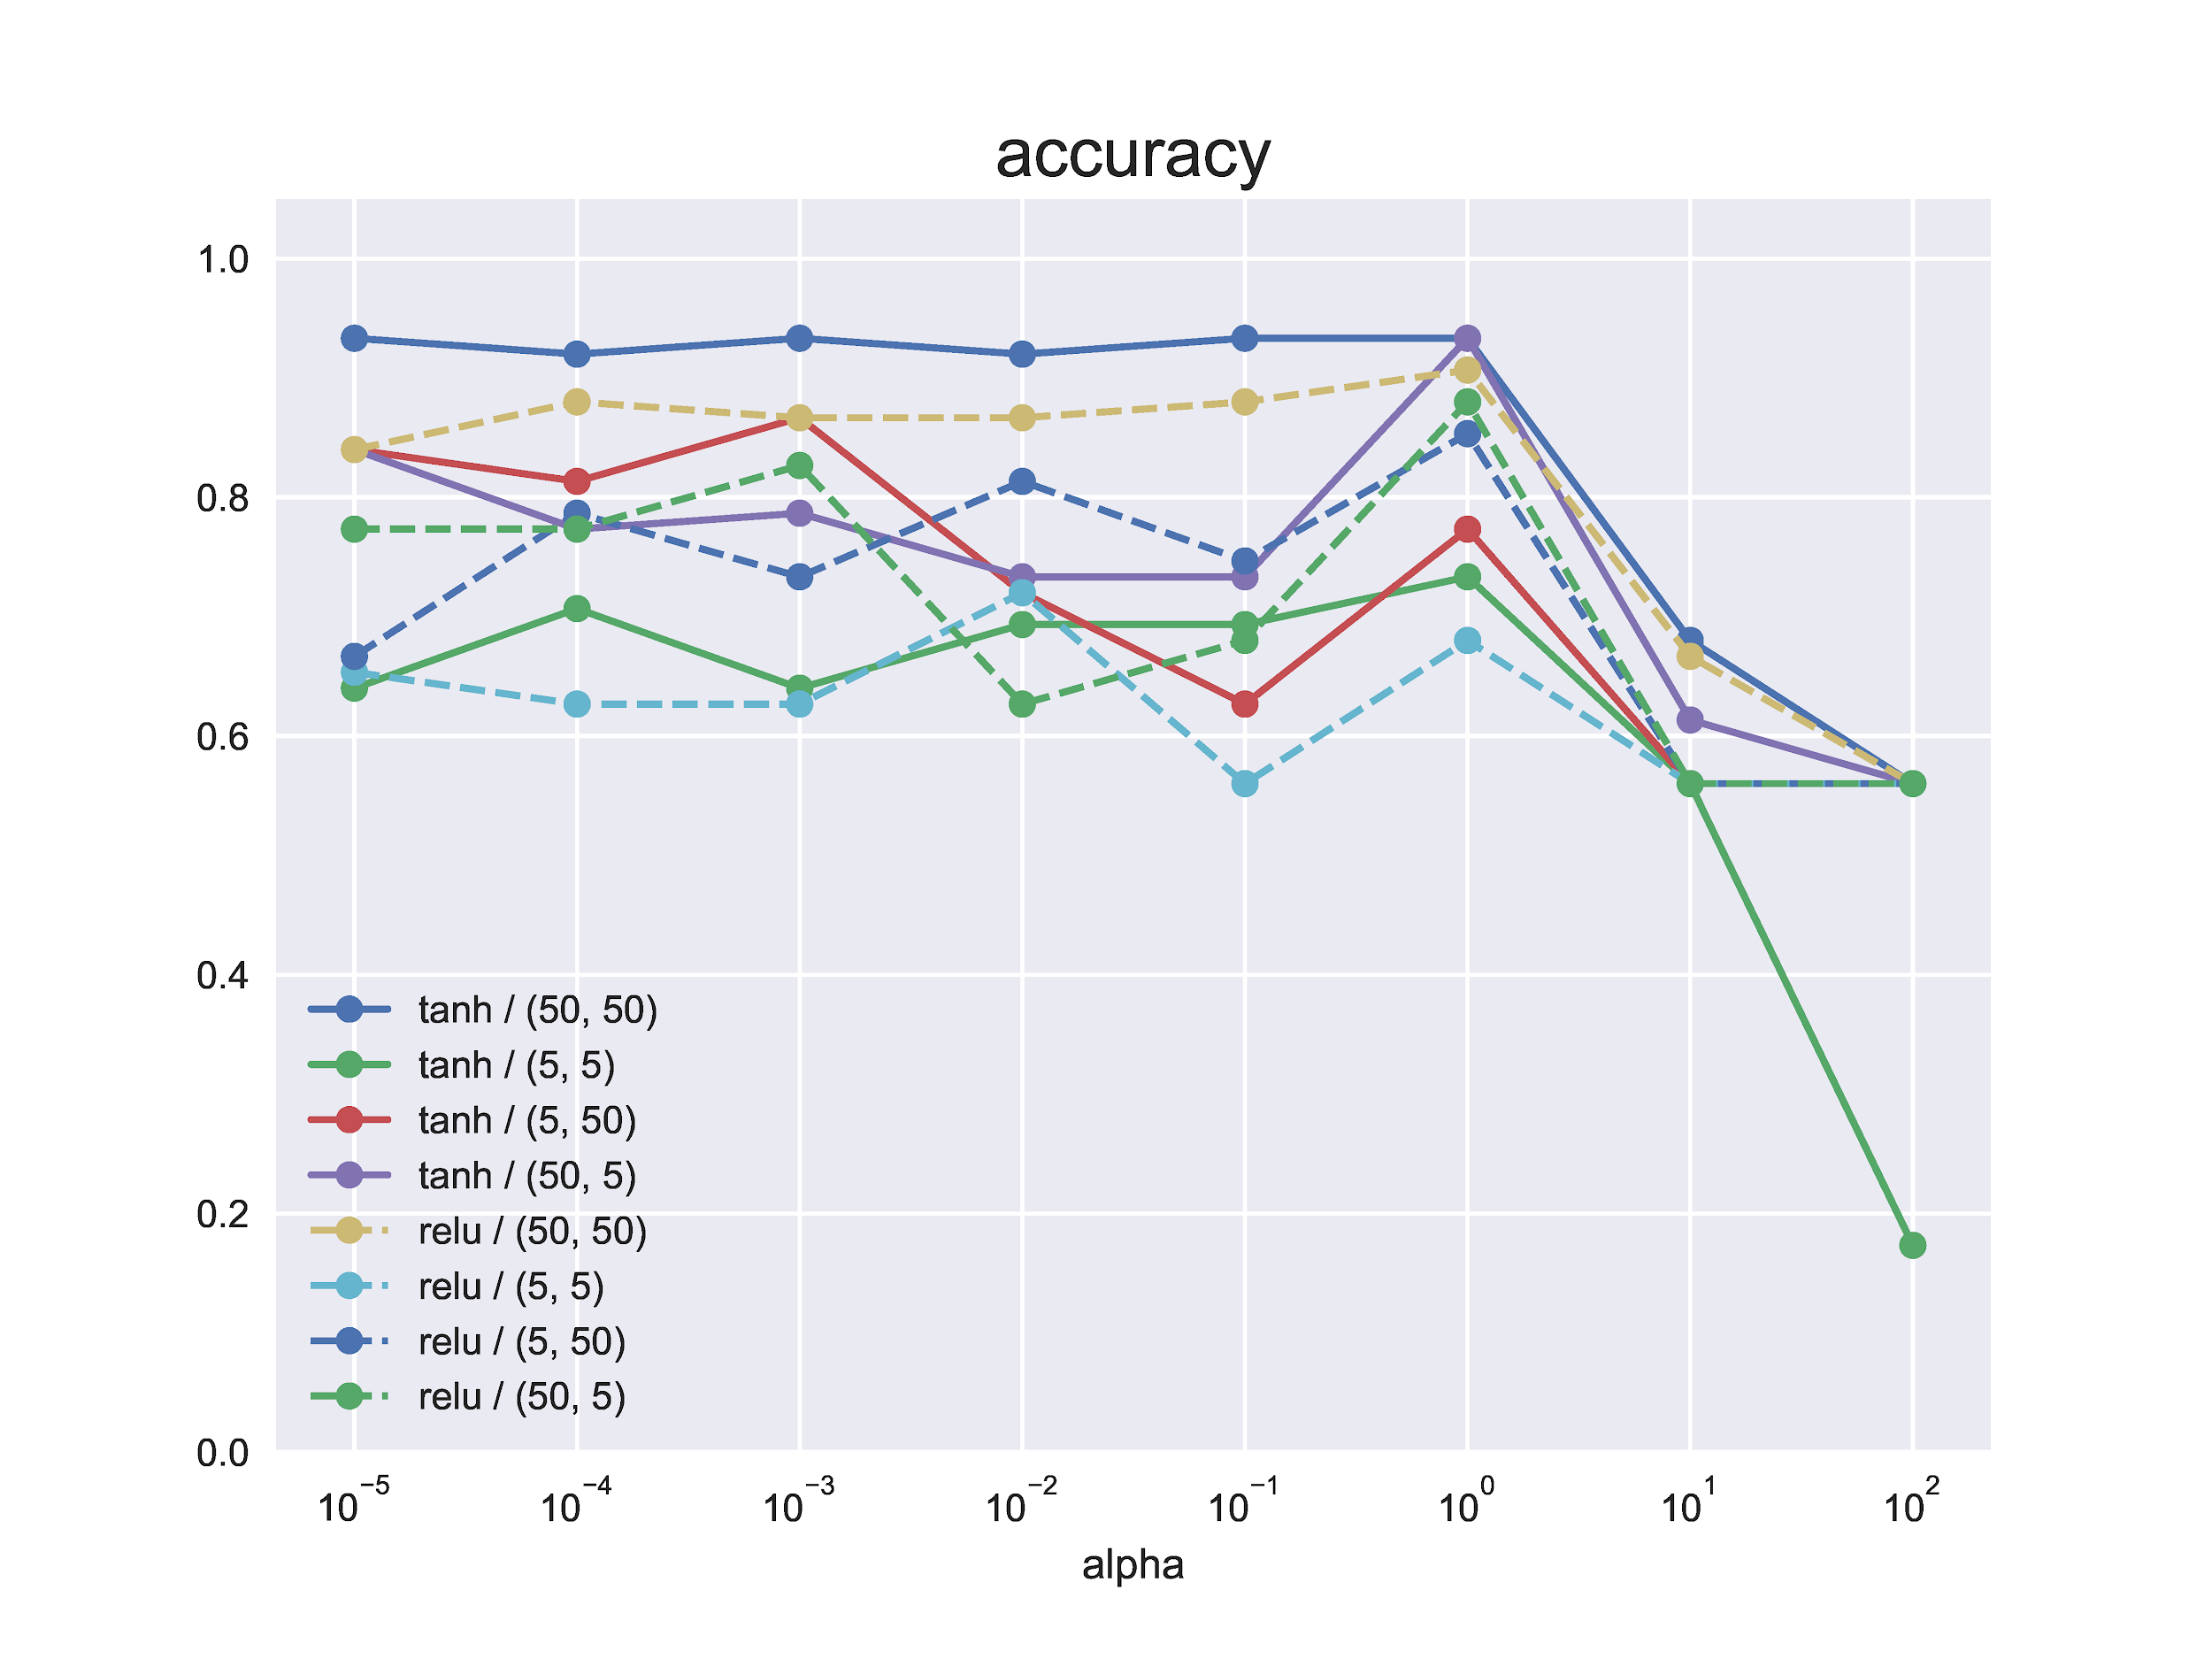 accuracy
1.0
0.8
0.6
0.4
0.2
0.0
tanh / (50, 50)
tanh / (5, 5)
tanh / (5, 50)
tanh / (50, 5)
relu / (50, 50)
relu / (5, 5)
relu / (5, 50)
relu / (50, 5)
10⁻⁵ 10⁻⁴ 10⁻³ 10⁻² 10⁻¹ 10⁰ 10¹ 10²
alpha